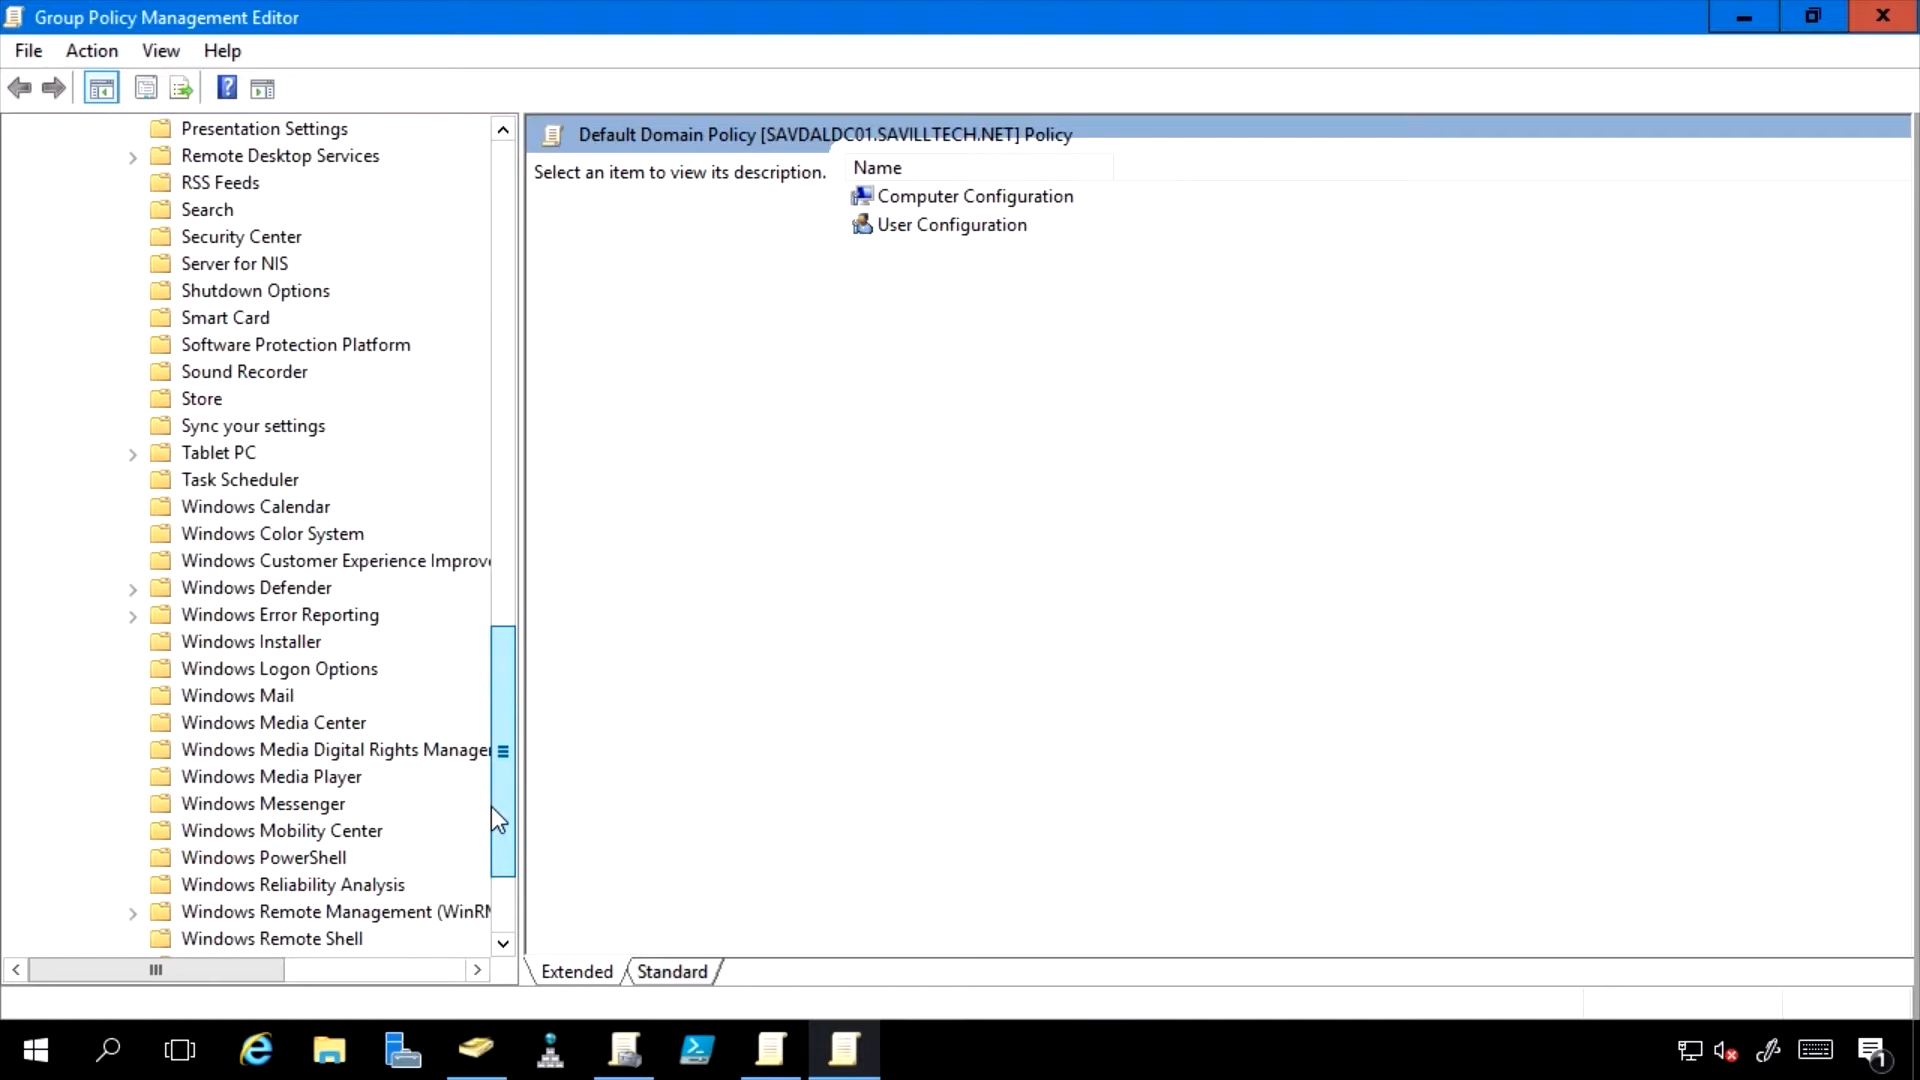 Group Policy Management Editor
File Action View Help
Presentation Settings
Remote Desktop Services
RSS Feeds
Search
Security Center
Server for NIS
Shutdown Options
Smart Card
Software Protection Platform
Sound Recorder
Store
Sync your settings
Tablet PC
Task Scheduler
Windows Calendar
Windows Color System
Windows Customer Experience Improve
Windows Defender
Windows Error Reporting
Windows Installer
Windows Logon Options
Windows Mail
Windows Media Center
Windows Media Digital Rights Manage
Windows Media Player
Windows Messenger
Windows Mobility Center
Windows PowerShell
Windows Reliability Analysis
Windows Remote Management (WinRM
Windows Remote Shell
Default Domain Policy [SAVDALDC01.SAVILLTECH.NET] Policy
Select an item to view its description.
Name
Computer Configuration
User Configuration
Extended Standard
1